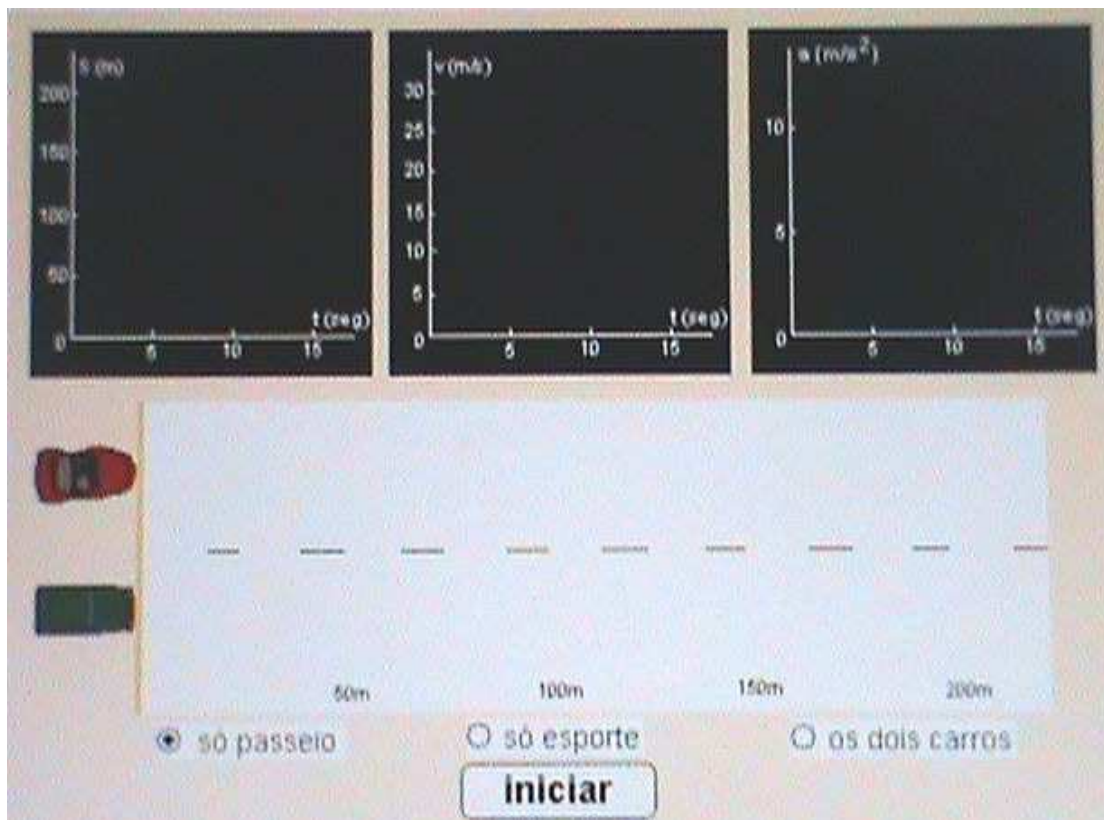 S (m)
200
150
100
50
0
5
10
15
t (seg)
v (m/s)
30
25
20
15
10
5
0
5
10
15
t (seg)
a (m/s²)
10
5
0
5
10
15
t (seg)
50m
100m
150m
200m
só passeio
só esporte
os dois carros
iniciar